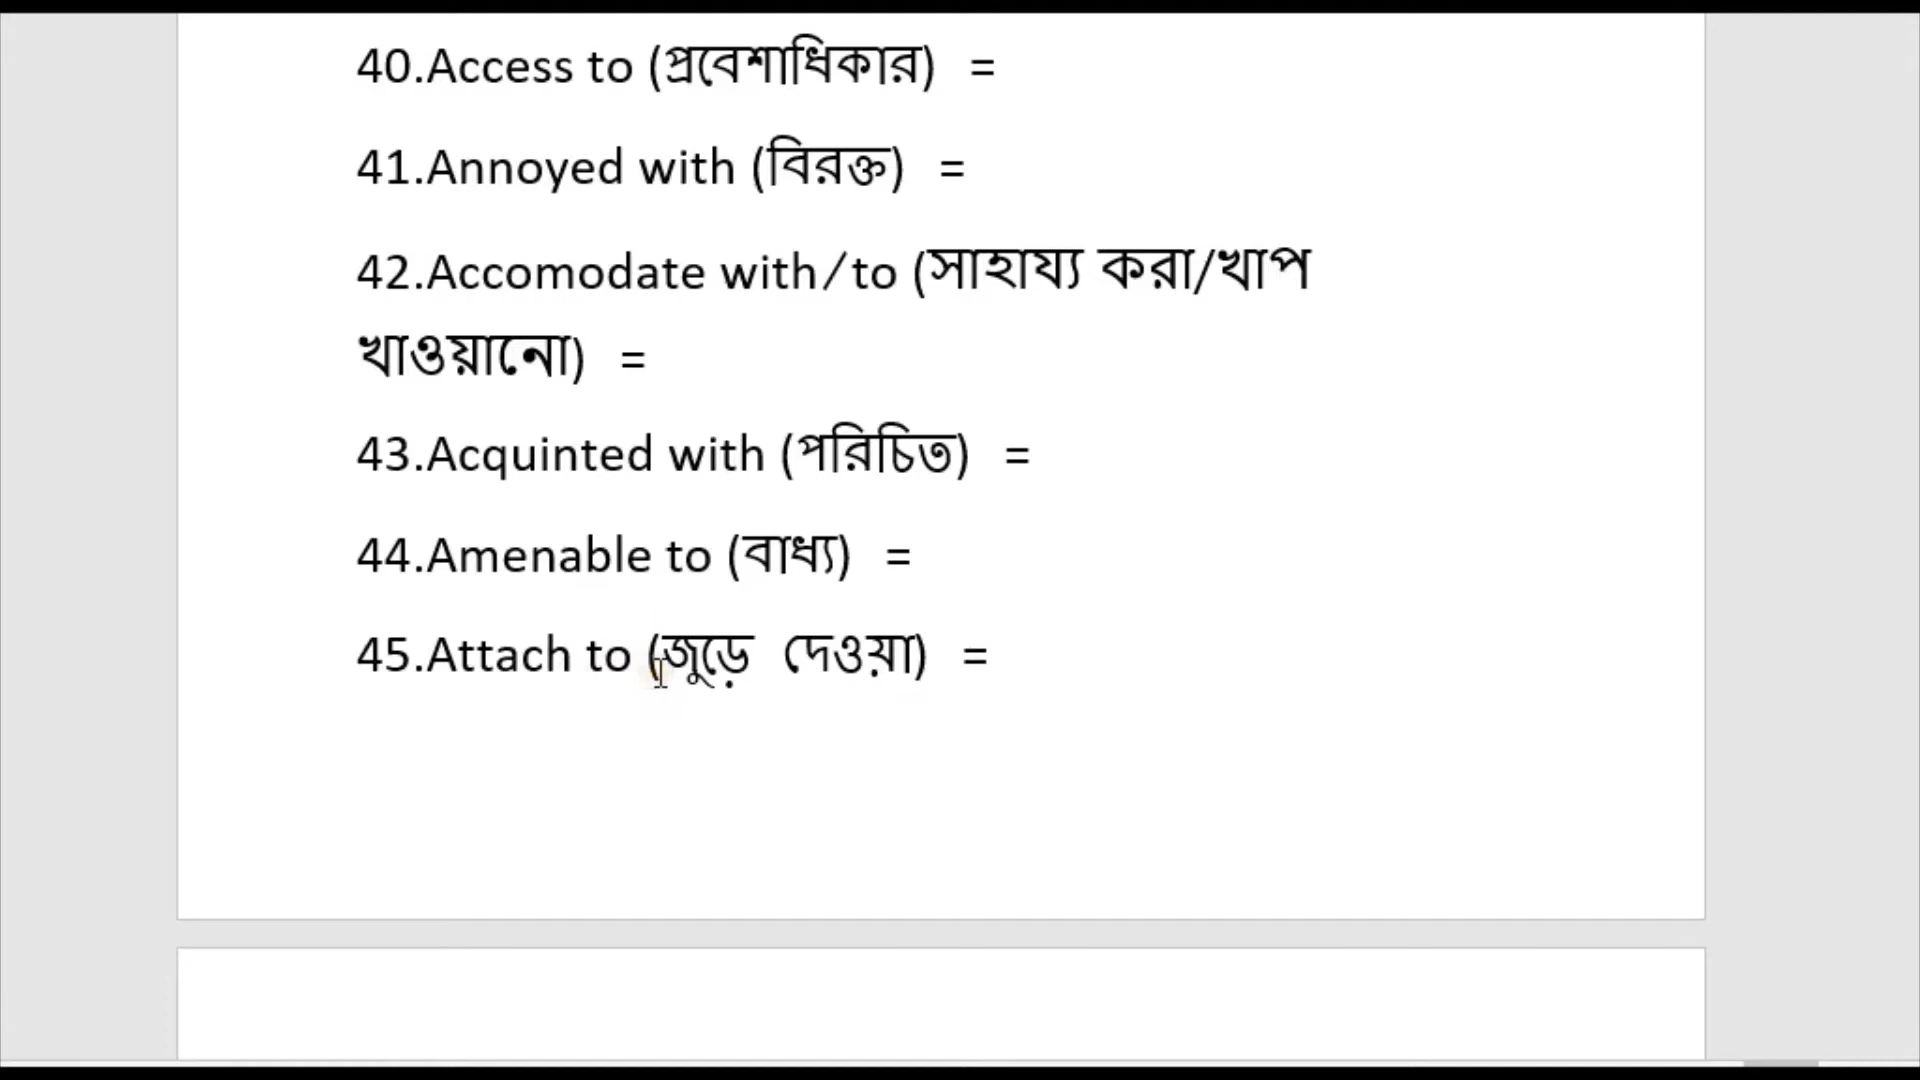 40.Access to (প্রবেশাধিকার) =
41.Annoyed with (বিরক্ত) =
42.Accomodate with/to (সাহায্য করা/খাপ
খাওয়ানো) =
43.Acquinted with (পরিচিত) =
44.Amenable to (বাধ্য) =
45.Attach to (জুড়ে দেওয়া) =